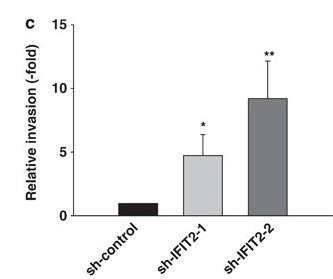 C
Relative invasion (-fold)
15
10
5
0
*
**
sh-control
sh-IFIT2-1
sh-IFIT2-2